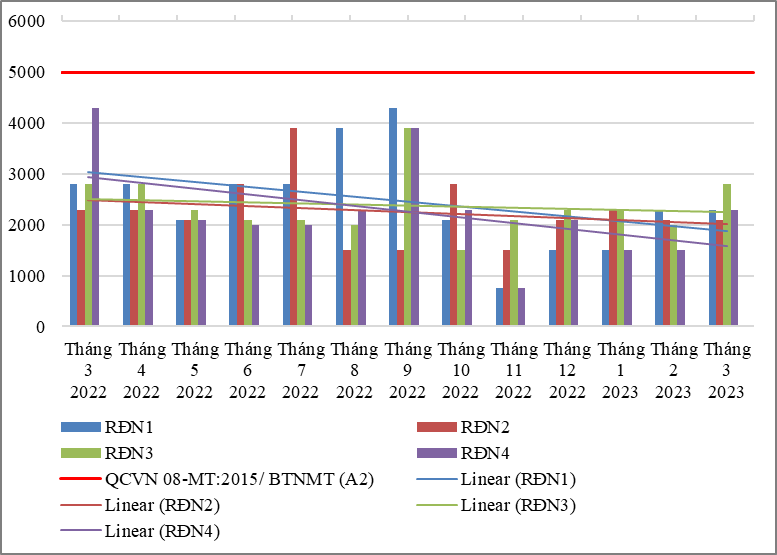 6000
5000
4000
3000
2000
1000
0
Tháng 3 2022
Tháng 4 2022
Tháng 5 2022
Tháng 6 2022
Tháng 7 2022
Tháng 8 2022
Tháng 9 2022
Tháng 10 2022
Tháng 11 2022
Tháng 12 2022
Tháng 1 2023
Tháng 2 2023
Tháng 3 2023
RĐN1
RĐN2
RĐN3
RĐN4
QCVN 08-MT:2015/ BTNMT (A2)
Linear (RĐN1)
Linear (RĐN2)
Linear (RĐN3)
Linear (RĐN4)